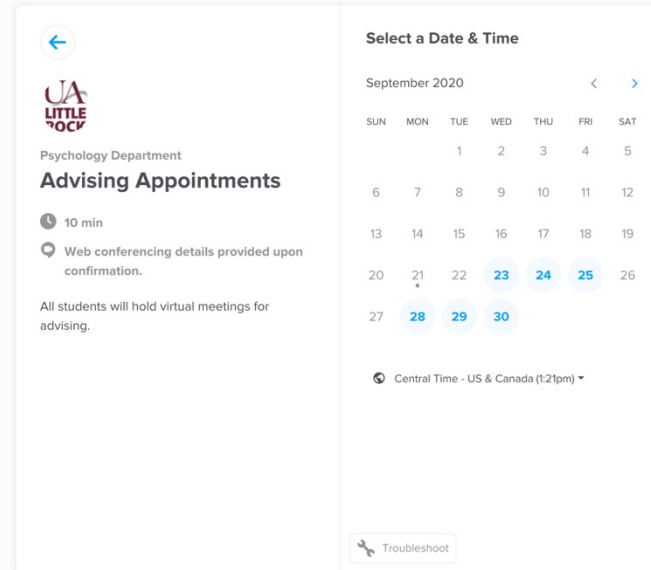 UA
LITTLE
ROCK
Psychology Department
Advising Appointments
10 min
Web conferencing details provided upon
confirmation.
All students will hold virtual meetings for
advising.
Select a Date & Time
September 2020
SUN MON TUE WED THU FRI SAT
1 2 3 4 5
6 7 8 9 10 11 12
13 14 15 16 17 18 19
20 21 22 23 24 25 26
27 28 29 30
Central Time - US & Canada (1:21pm)
Troubleshoot